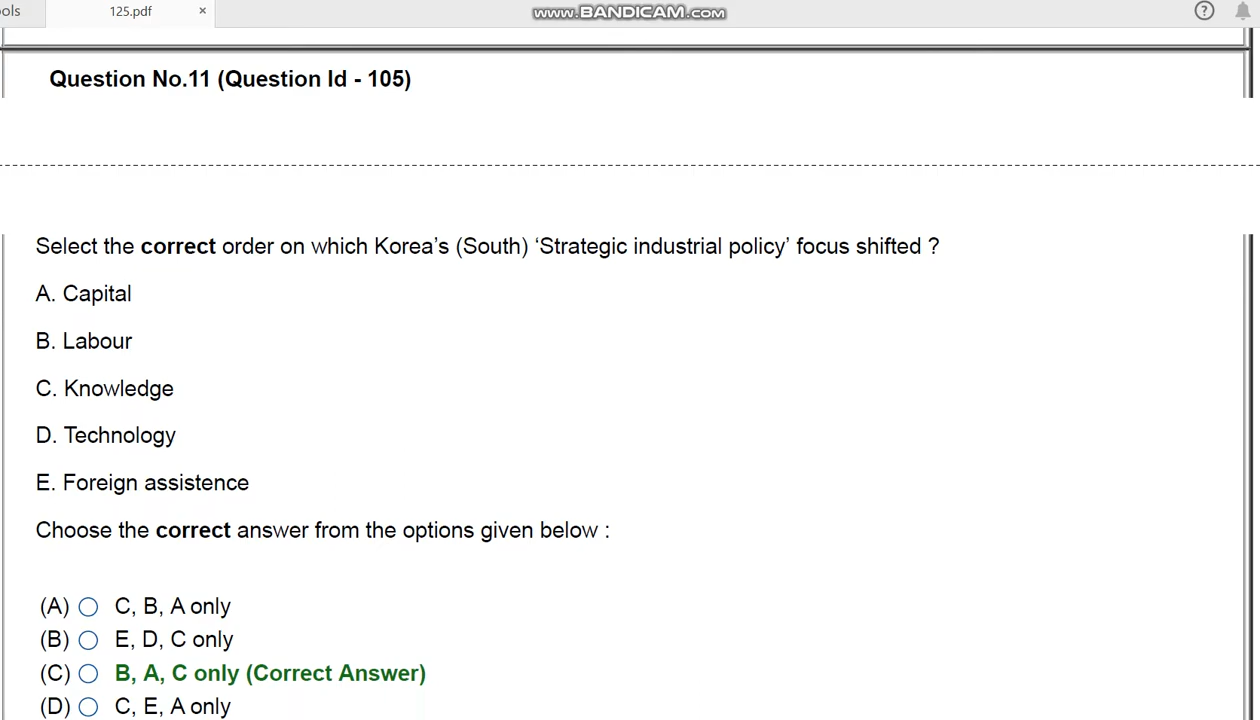 ols 125.pdf × www.BANDICAM.com ?
Question No.11 (Question Id - 105)
Select the correct order on which Korea's (South) ‘Strategic industrial policy’ focus shifted ?
A. Capital
B. Labour
C. Knowledge
D. Technology
E. Foreign assistence
Choose the correct answer from the options given below :
(A) C, B, A only
(B) E, D, C only
(C) B, A, C only (Correct Answer)
(D) C, E, A only